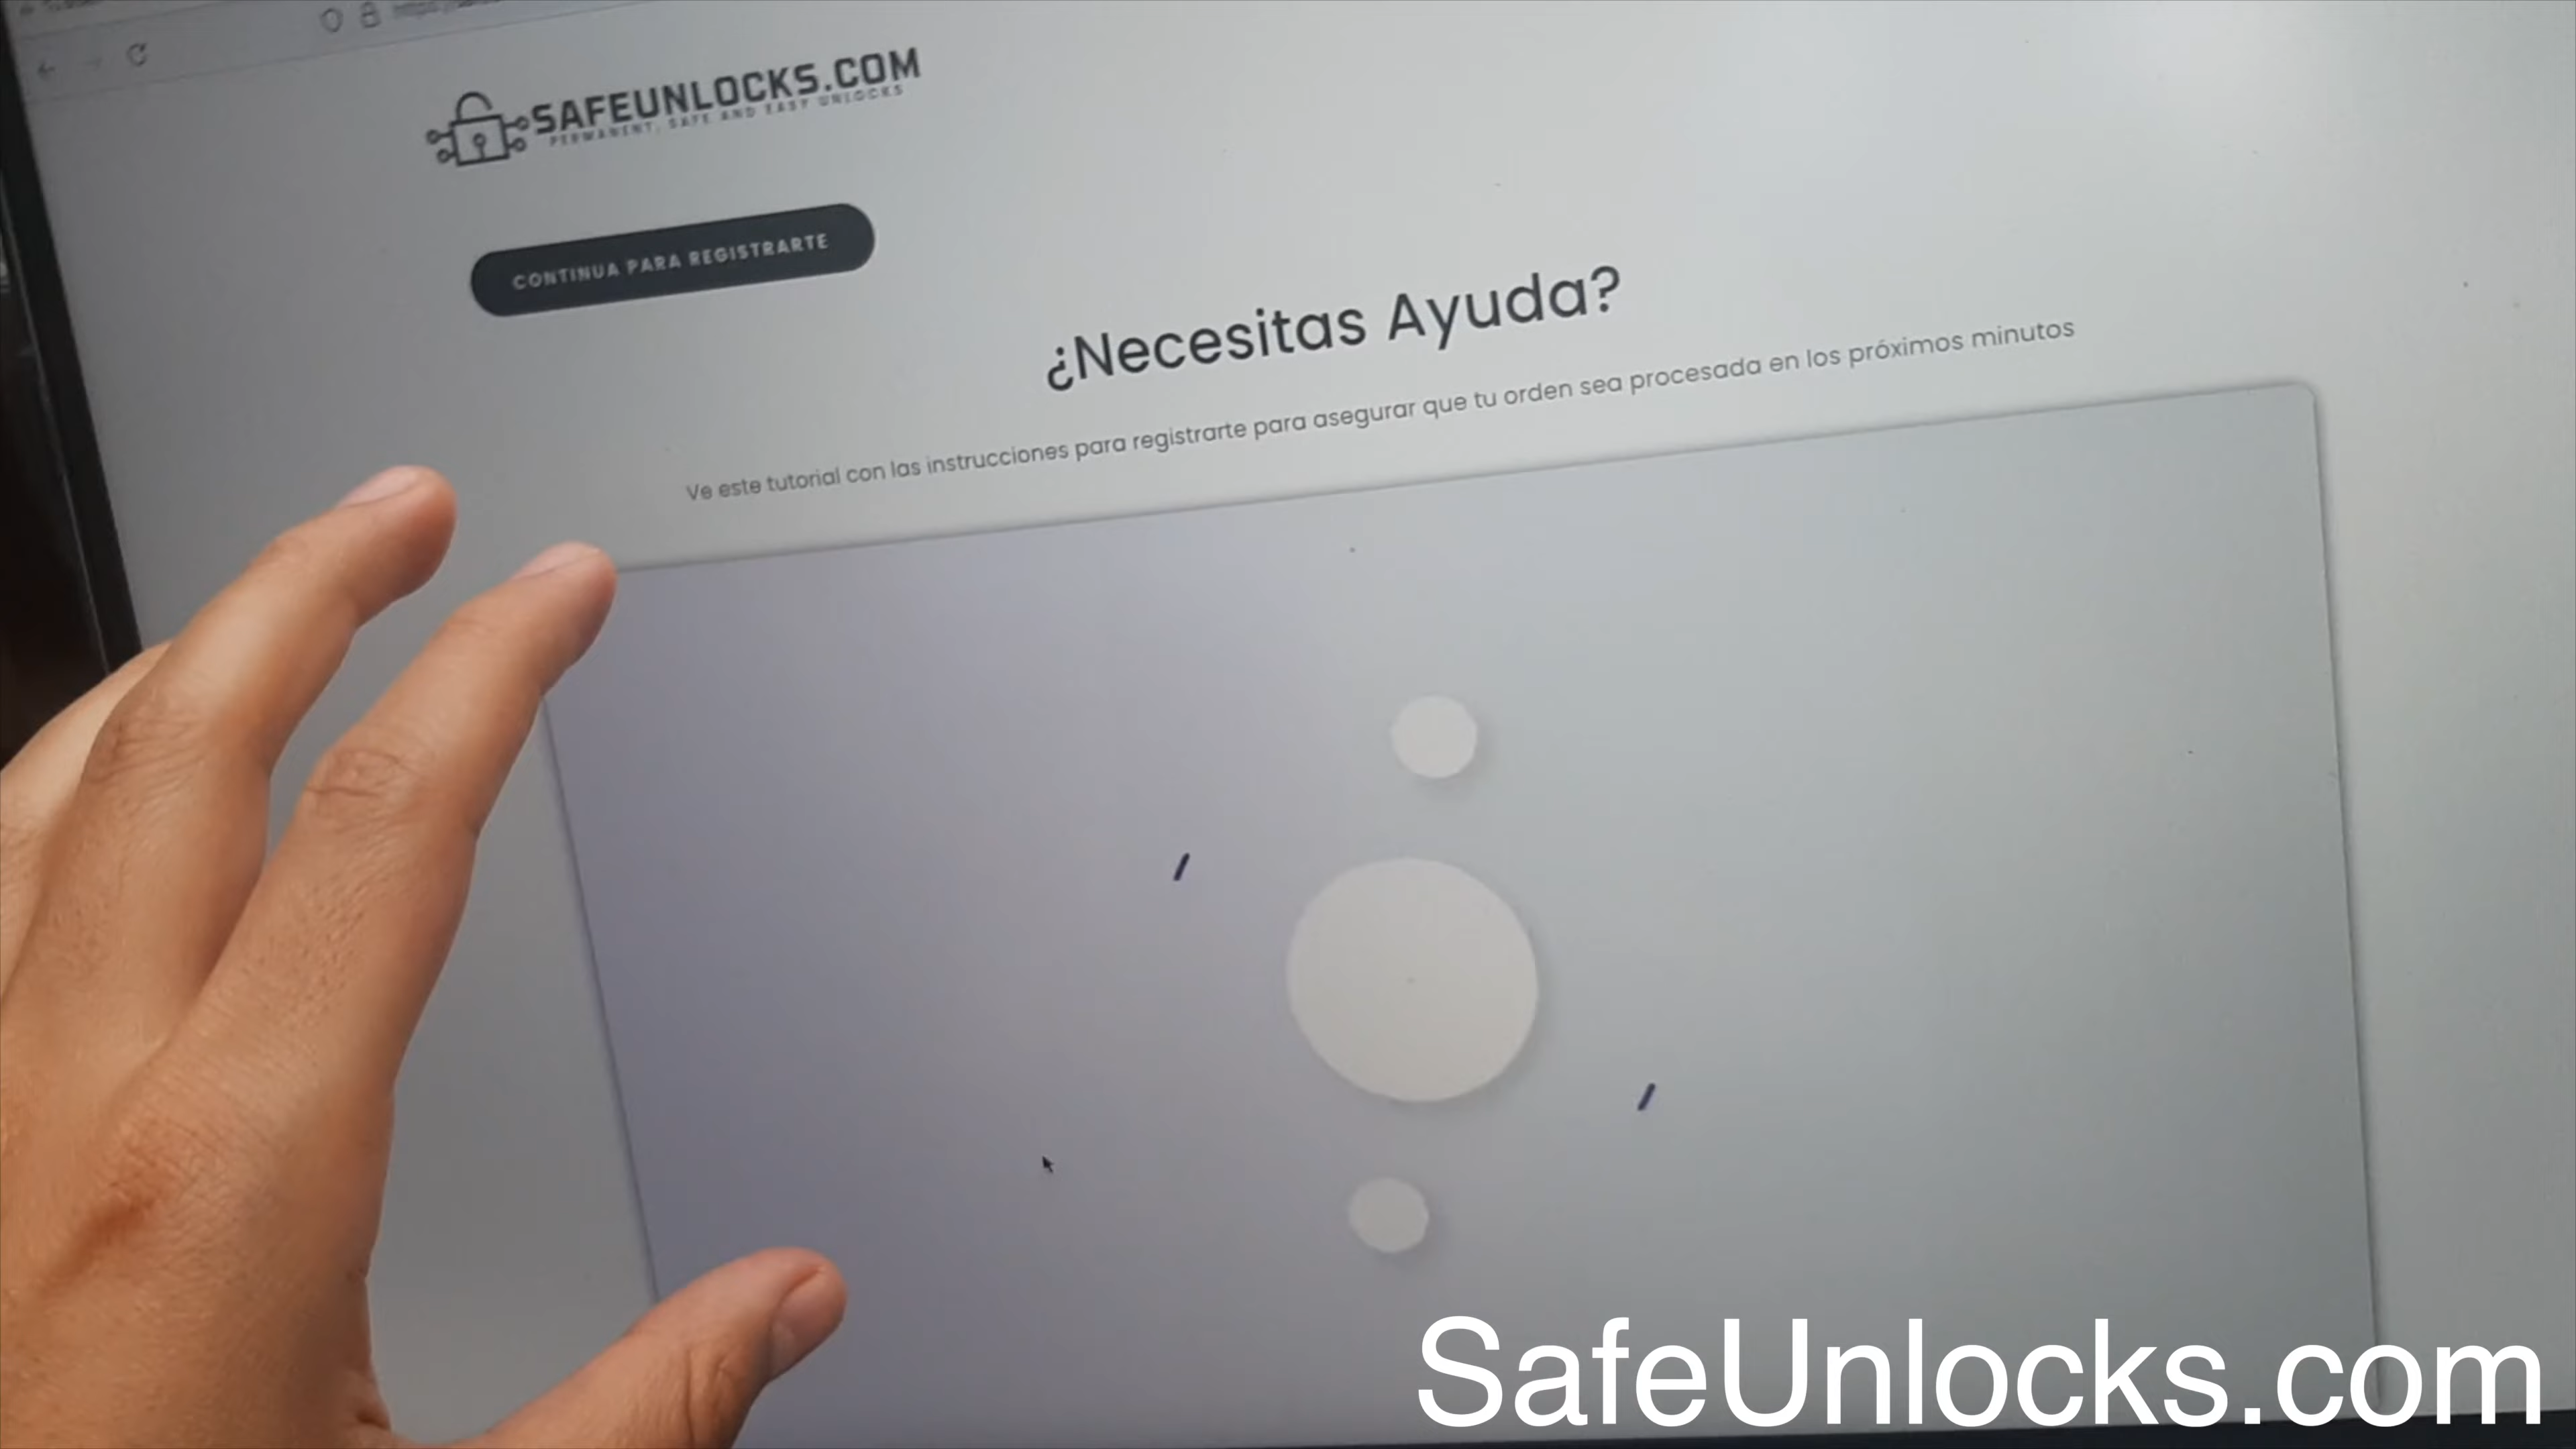 SAFEUNLOCKS.COM
PERMANENT, SAFE AND EASY UNLOCKS
CONTINUA PARA REGISTRARTE
¿Necesitas Ayuda?
Ve este tutorial con las instrucciones para registrarte para asegurar que tu orden sea procesada en los próximos minutos
SafeUnlocks.com